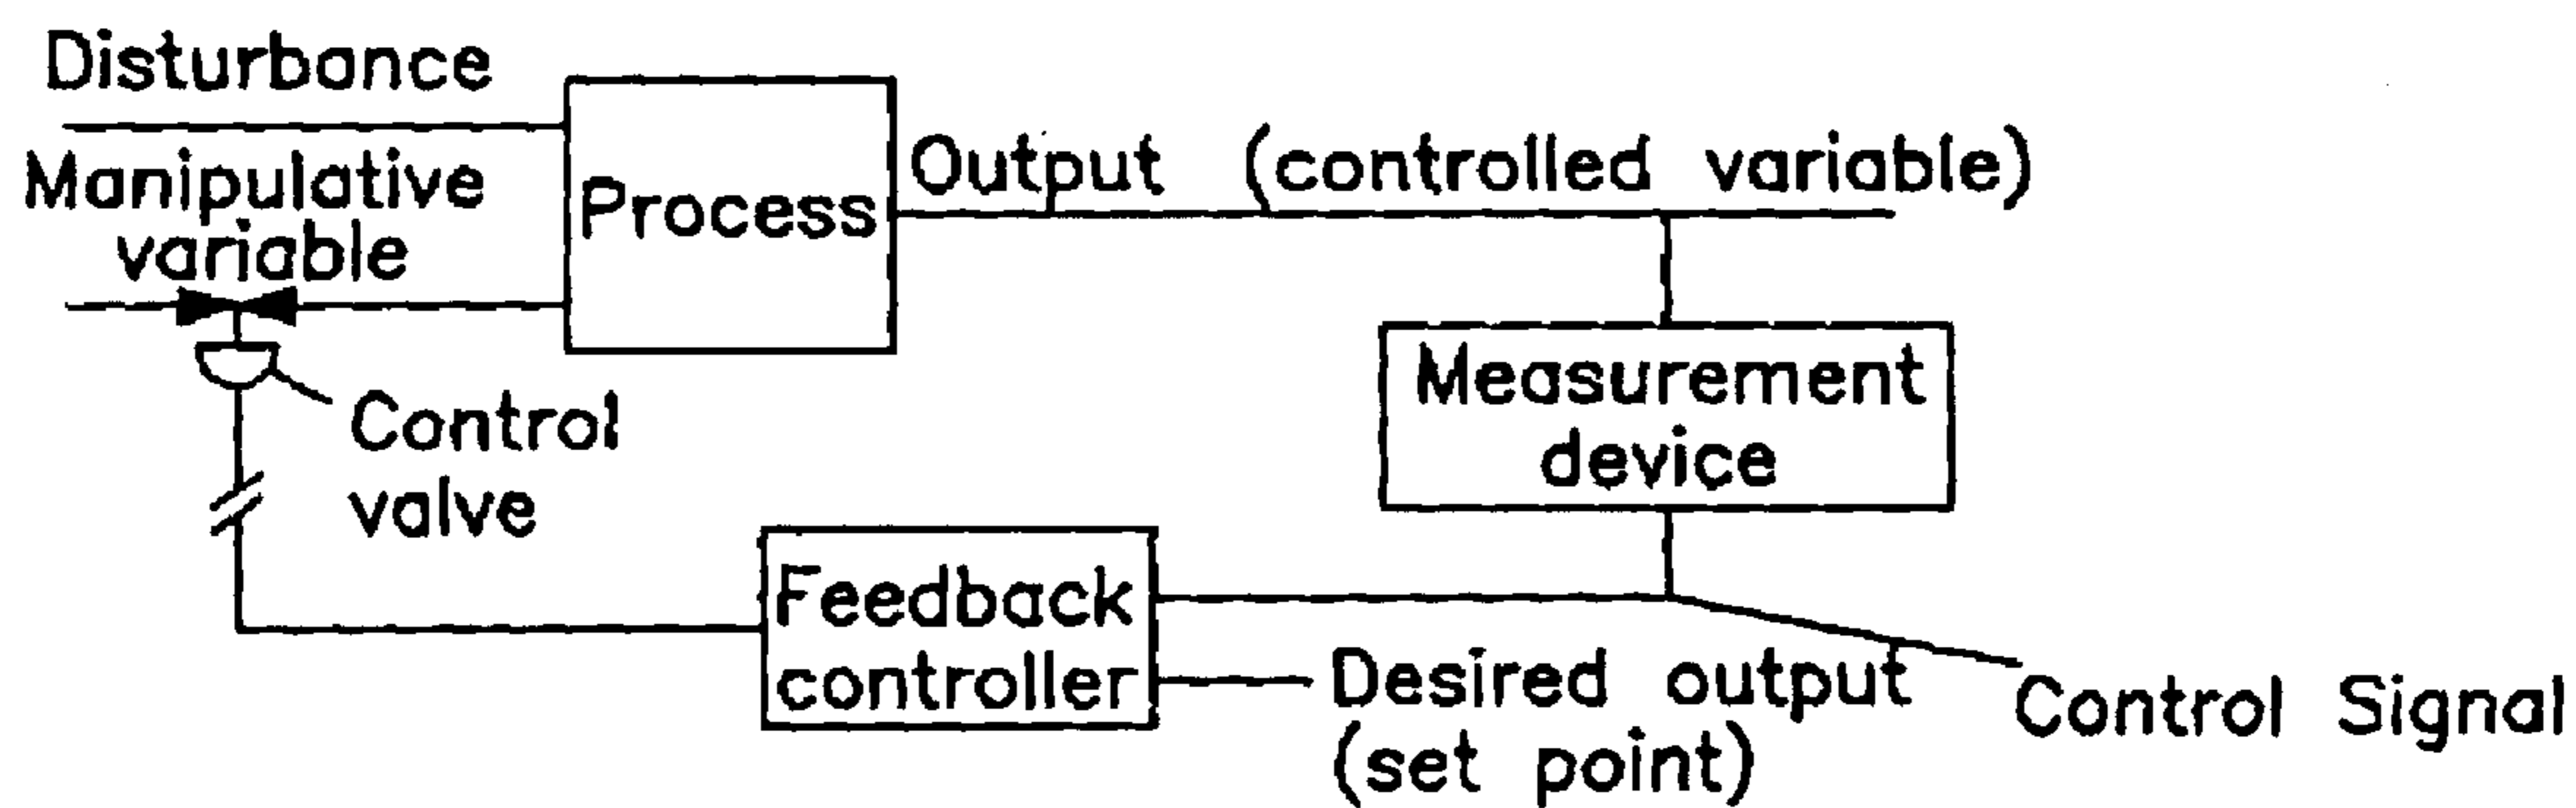 Disturbance
Manipulative
variable
Process
Output (controlled variable)
Control
valve
Measurement
device
Feedback
controller
Desired output
(set point)
Control Signal